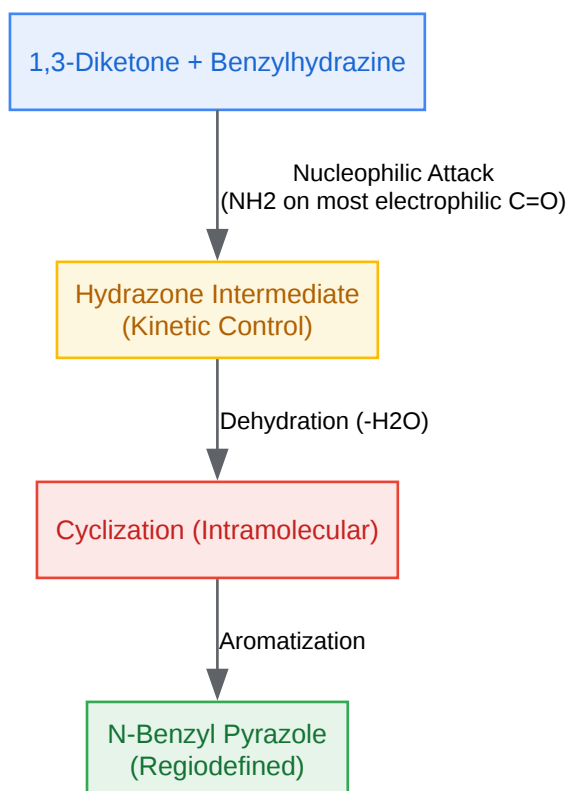 1,3-Diketone + Benzylhydrazine
Nucleophilic Attack
(NH2 on most electrophilic C=O)
Hydrazone Intermediate
(Kinetic Control)
Dehydration (-H2O)
Cyclization (Intramolecular)
Aromatization
N-Benzyl Pyrazole
(Regiodefined)